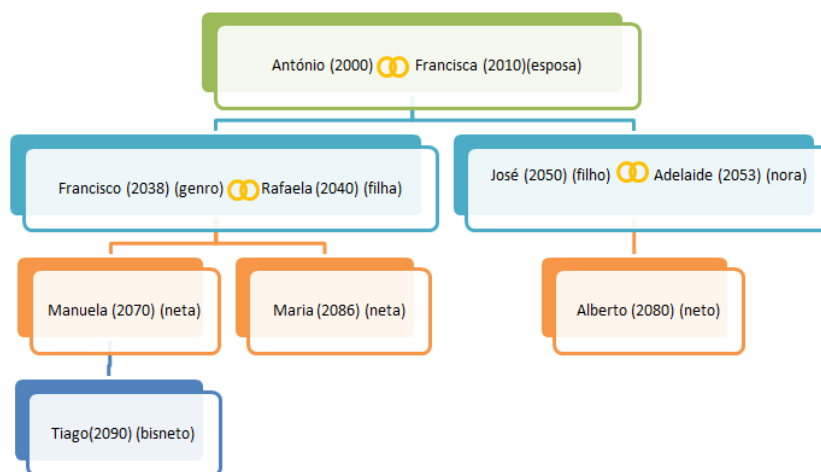 António (2000) Francisca (2010)(esposa)
Francisco (2038) (genro) Rafaela (2040) (filha)
José (2050) (filho) Adelaide (2053) (nora)
Manuela (2070) (neta)
Maria (2086) (neta)
Alberto (2080) (neto)
Tiago(2090) (bisneto)